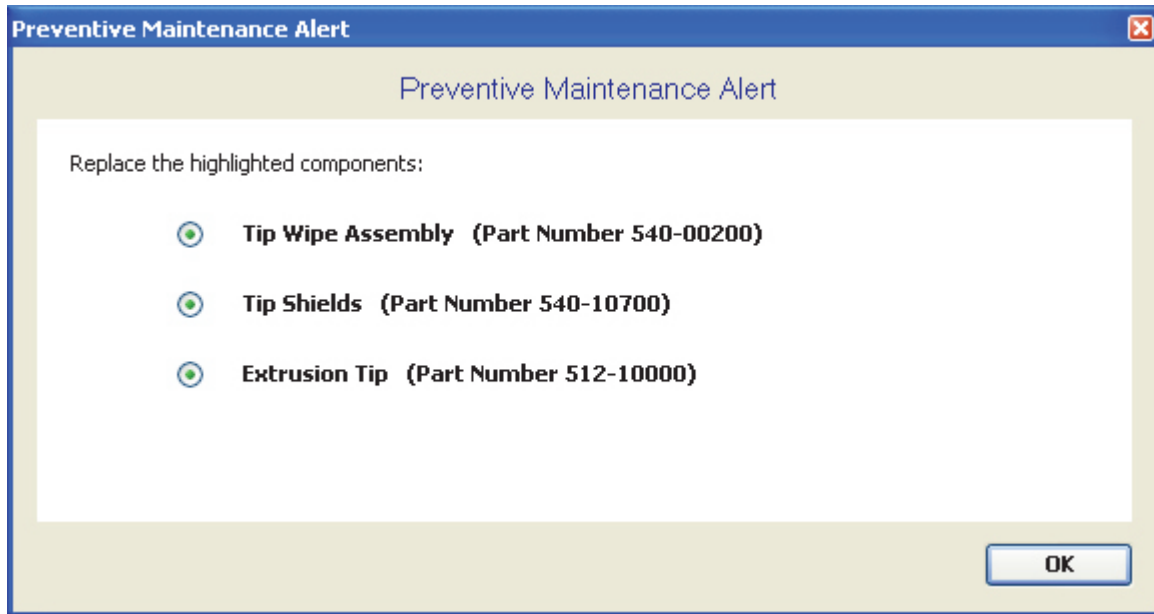 Preventive Maintenance Alert
Preventive Maintenance Alert
Replace the highlighted components:
Tip Wipe Assembly (Part Number 540-00200)
Tip Shields (Part Number 540-10700)
Extrusion Tip (Part Number 512-10000)
OK